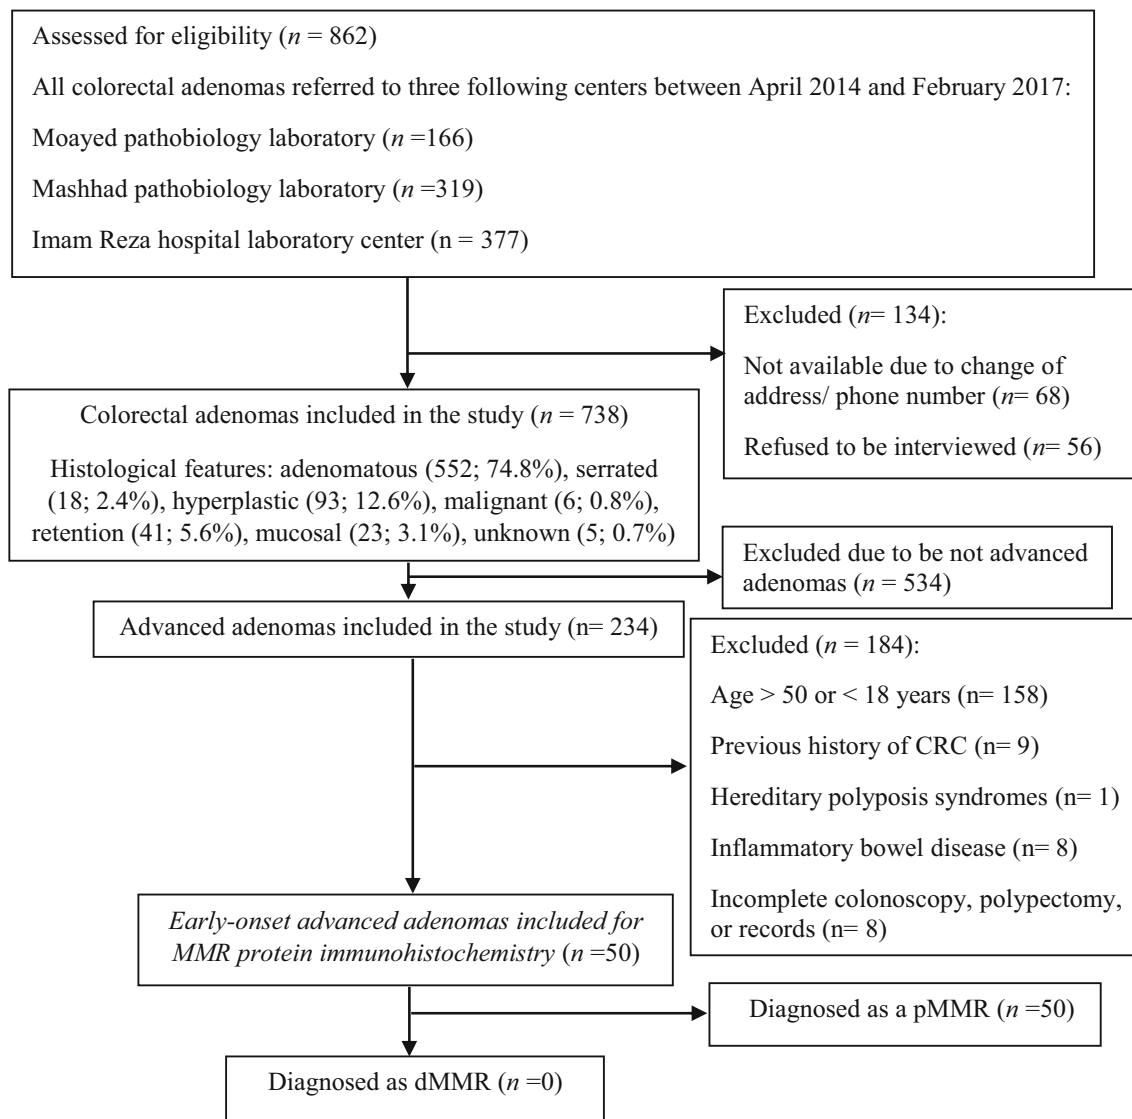 Assessed for eligibility (n = 862)
All colorectal adenomas referred to three following centers between April 2014 and February 2017:
Moayed pathobiology laboratory (n =166)
Mashhad pathobiology laboratory (n =319)
Imam Reza hospital laboratory center (n = 377)
Excluded (n= 134):
Not available due to change of
address/ phone number (n= 68)
Refused to be interviewed (n= 56)
Colorectal adenomas included in the study (n = 738)
Histological features: adenomatous (552; 74.8%), serrated
(18; 2.4%), hyperplastic (93; 12.6%), malignant (6; 0.8%),
retention (41; 5.6%), mucosal (23; 3.1%), unknown (5; 0.7%)
Excluded due to be not advanced
adenomas (n = 534)
Advanced adenomas included in the study (n= 234)
Excluded (n = 184):
Age > 50 or < 18 years (n= 158)
Previous history of CRC (n= 9)
Hereditary polyposis syndromes (n= 1)
Inflammatory bowel disease (n= 8)
Incomplete colonoscopy, polypectomy,
or records (n= 8)
Early-onset advanced adenomas included for
MMR protein immunohistochemistry (n =50)
Diagnosed as a pMMR (n =50)
Diagnosed as dMMR (n =0)